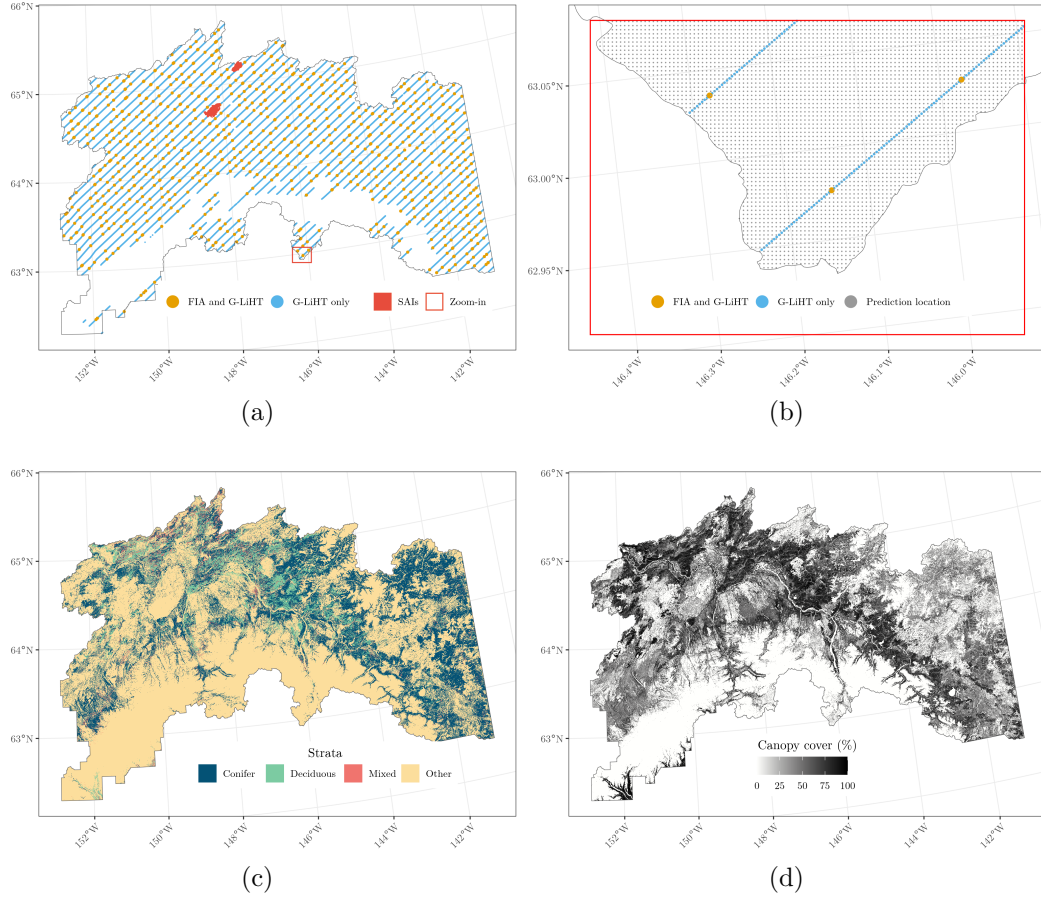 66°N
65°N
64°N
63°N
152°W 150°W 148°W 146°W 144°W 142°W
FIA and G-LiHT G-LiHT only SAIs Zoom-in
(a)
63.05°N
63.00°N
62.95°N
146.4°W 146.3°W 146.2°W 146.1°W 146.0°W
FIA and G-LiHT G-LiHT only Prediction location
(b)
66°N
65°N
64°N
63°N
152°W 150°W 148°W 146°W 144°W 142°W
Strata
Conifer Deciduous Mixed Other
(c)
66°N
65°N
64°N
63°N
152°W 150°W 148°W 146°W 144°W 142°W
Canopy cover (%)
0 25 50 75 100
(d)